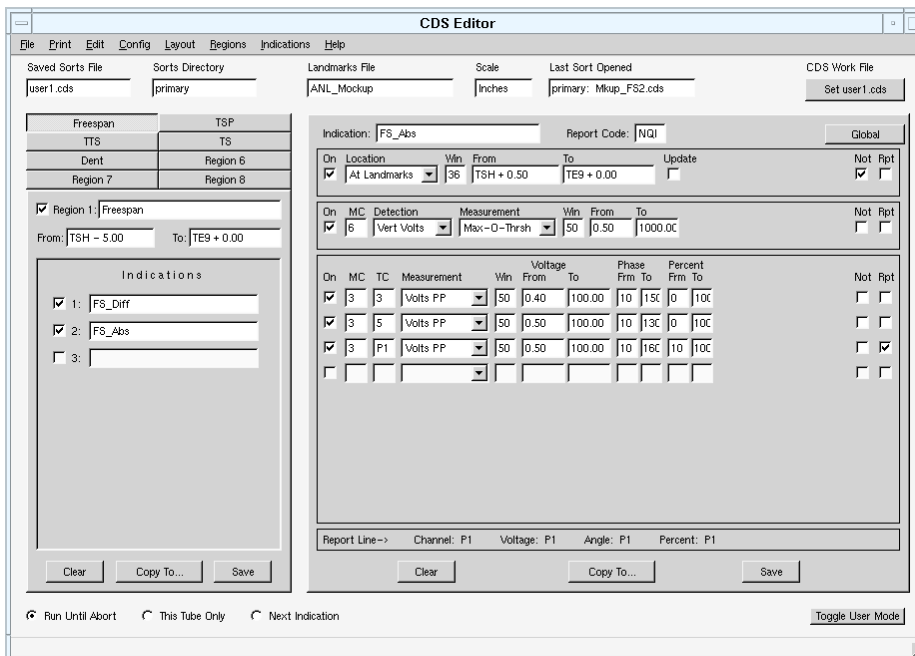 CDS Editor
File Print Edit Config Layout Regions Indications Help
Saved Sorts File Sorts Directory Landmarks File Scale Last Sort Opened CDS Work File
user1.cds primary ANL_Mockup Inches primary: Mkup_FS2.cds Set user1.cds
Freespan TSP
TTS TS
Dent Region 6
Region 7 Region 8
Region 1: Freespan
From: TSH - 5.00 To: TE9 + 0.00
Indications
1: FS_Diff
2: FS_Abs
3:
Clear Copy To... Save
Indication: FS_Abs Report Code: NQI Global
On Location Win From To Update Not Rpt
At Landmarks 36 TSH + 0.50 TE9 + 0.00
On MC Detection Measurement Win From To Not Rpt
6 Vert Volts Max-O-Thrsh 50 0.50 1000.00
Voltage Phase Percent
On MC TC Measurement Win From To Frm To Frm To Not Rpt
3 3 Volts PP 50 0.40 100.00 10 150 0 100
3 5 Volts PP 50 0.50 100.00 10 130 0 100
3 P1 Volts PP 50 0.50 100.00 10 160 10 100
Report Line-> Channel: P1 Voltage: P1 Angle: P1 Percent: P1
Clear Copy To... Save
Run Until Abort This Tube Only Next Indication Toggle User Mode